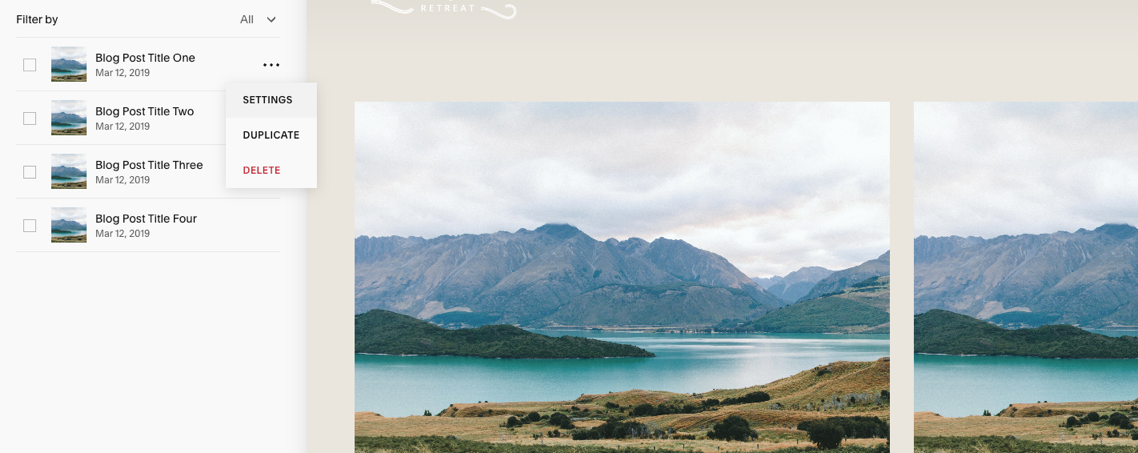 Filter by All
Blog Post Title One
Mar 12, 2019
SETTINGS
Blog Post Title Two
Mar 12, 2019
DUPLICATE
Blog Post Title Three
Mar 12, 2019
DELETE
Blog Post Title Four
Mar 12, 2019
RETREAT